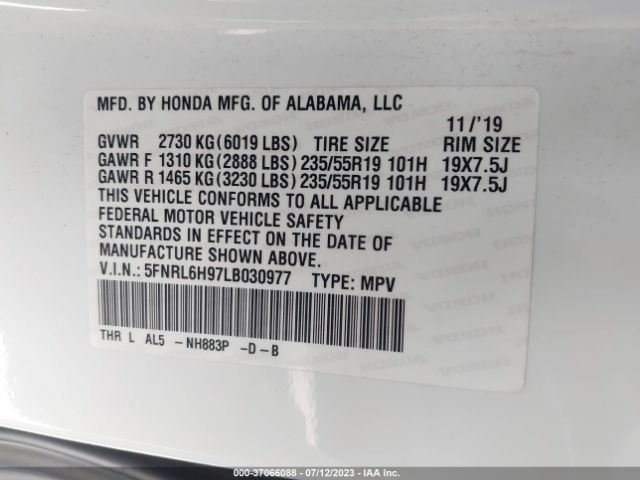 MFD. BY HONDA MFG. OF ALABAMA, LLC
11/'19
GVWR 2730 KG(6019 LBS) TIRE SIZE RIM SIZE
GAWR F 1310 KG(2888 LBS)235/55R19 101H 19X7.5J
GAWR R 1465 KG(3230 LBS)235/55R19 101H 19X7.5J
THIS VEHICLE CONFORMS TO ALL APPLICABLE
FEDERAL MOTOR VEHICLE SAFETY
STANDARDS IN EFFECT ON THE DATE OF
MANUFACTURE SHOWN ABOVE.
V.I.N.: 5FNRL6H97LB030977 TYPE: MPV
THR L AL5 -NH883P -D-B
000-37066088 - 07/12/2023 - IAA Inc.